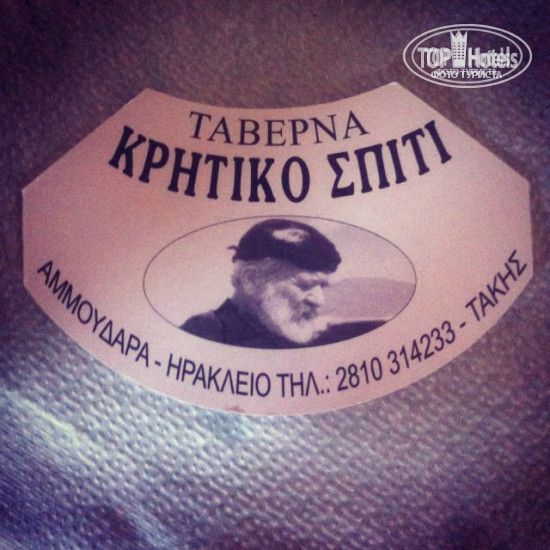 TOP Hotels
ФОТО ТУРИСТА
ΤΑΒΕΡΝΑ
ΚΡΗΤΙΚΟ ΣΠΙΤΙ
ΑΜΜΟΥΔΑΡΑ - ΗΡΑΚΛΕΙΟ ΤΗΛ.: 2810 314233 - ΤΑΚΗΣ